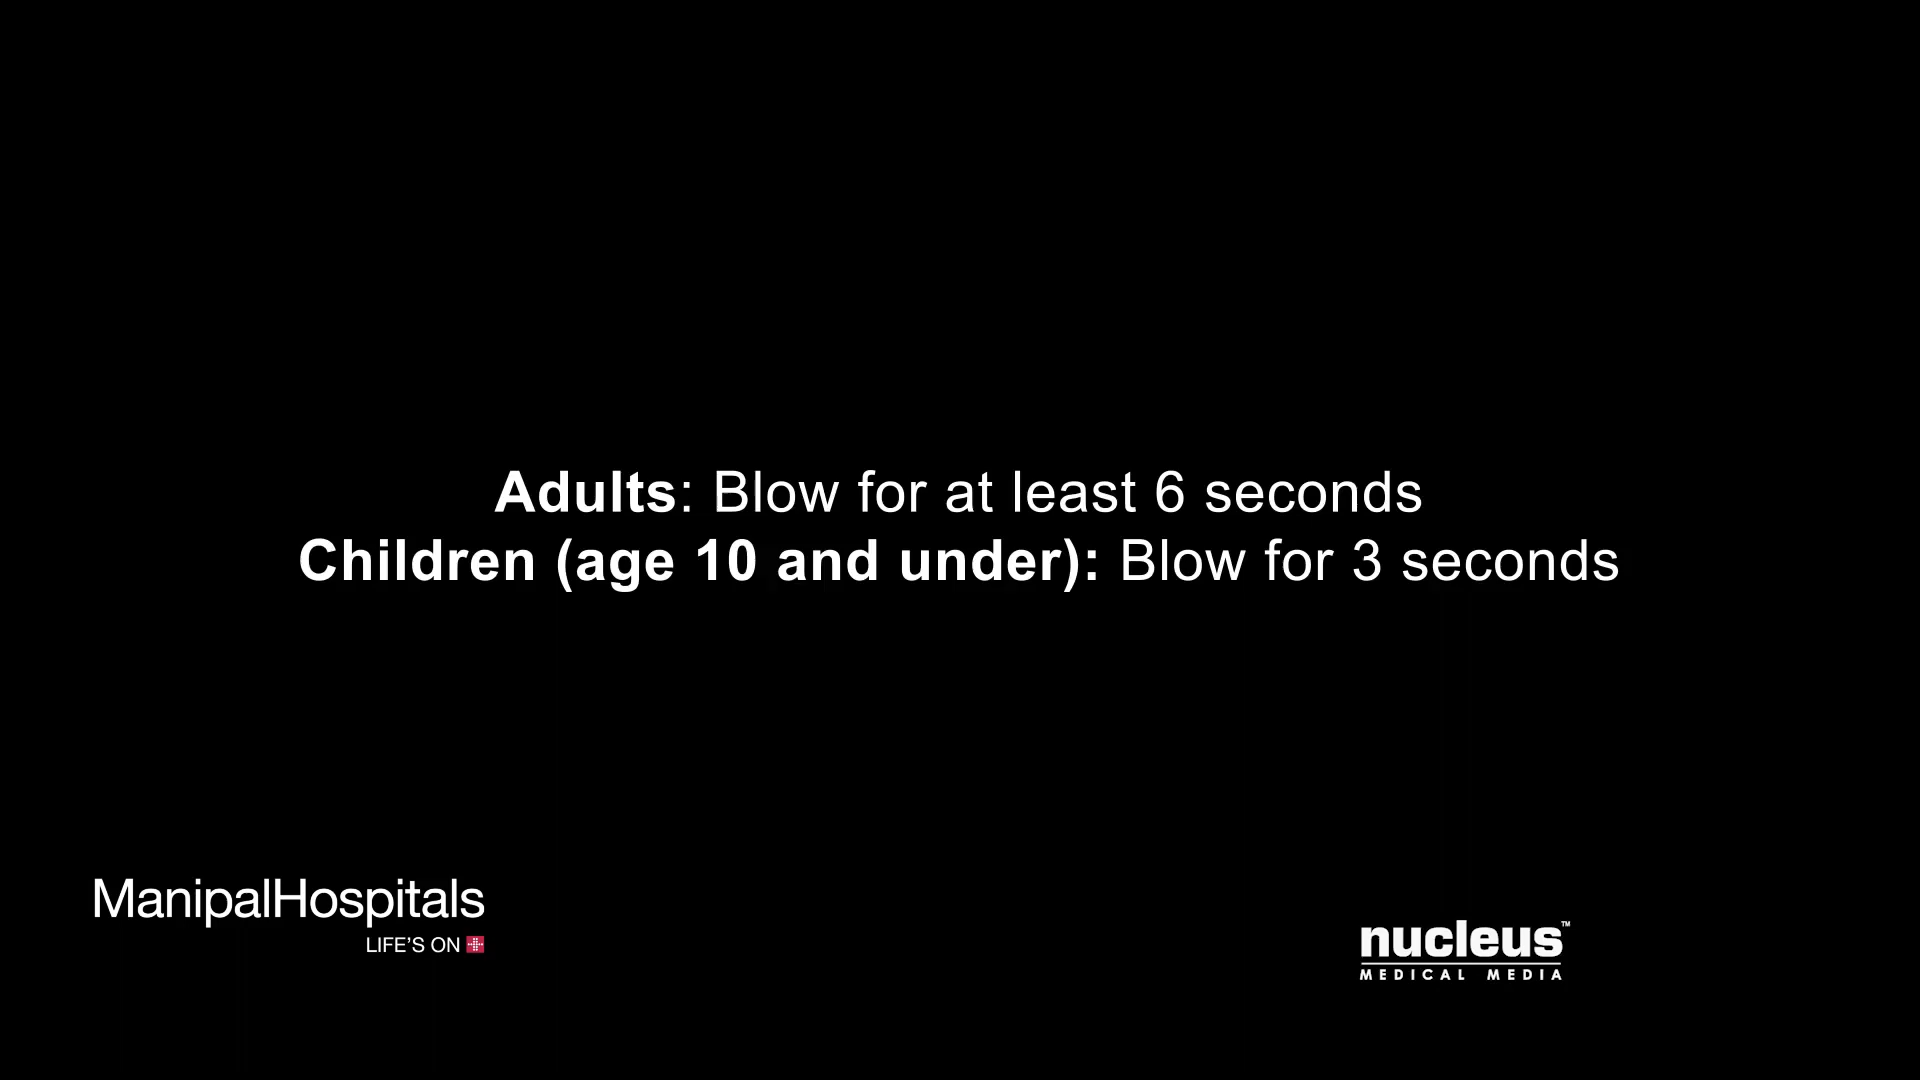 Adults: Blow for at least 6 seconds
Children (age 10 and under): Blow for 3 seconds
ManipalHospitals
LIFE'S ON
nucleus™
MEDICAL MEDIA